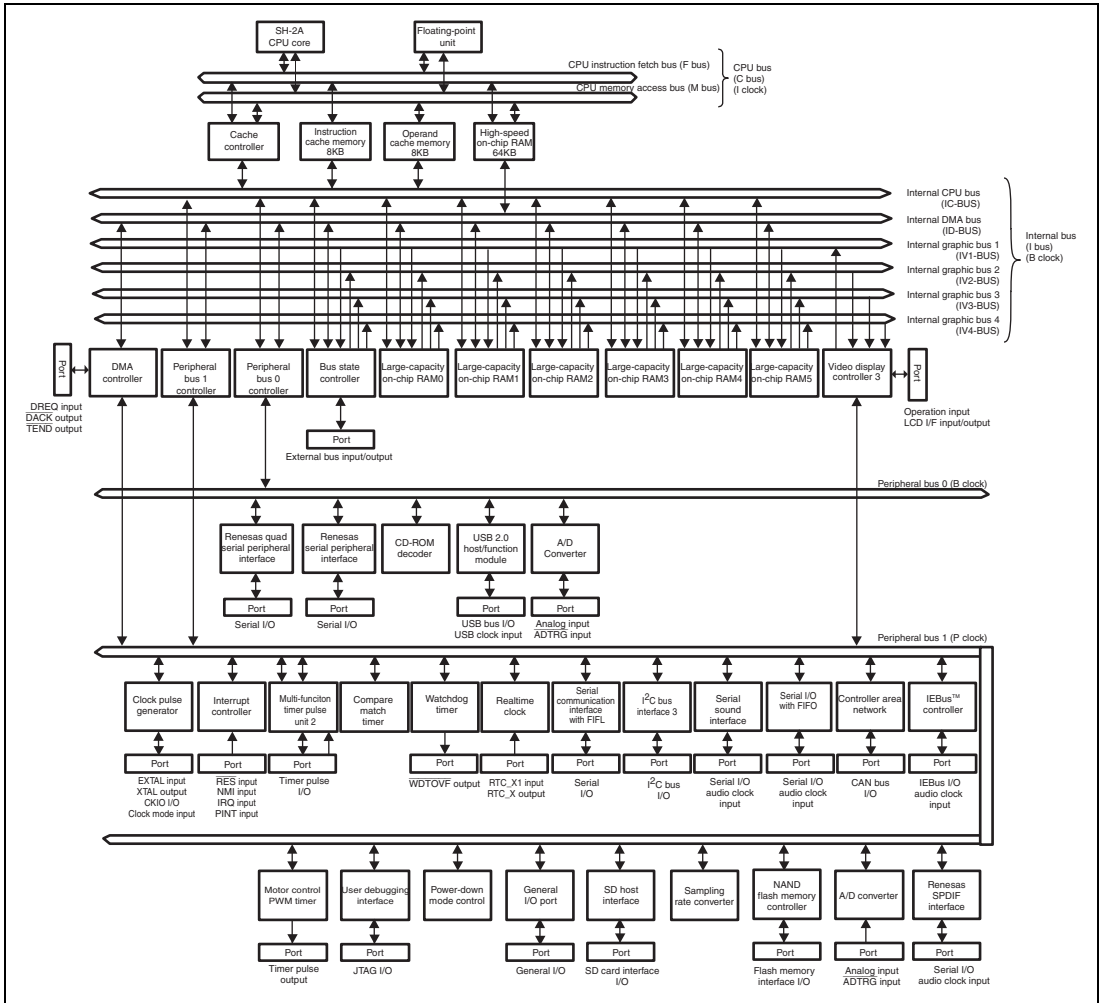 SH-2A
CPU core
Floating-point
unit
CPU instruction fetch bus (F bus)
CPU memory access bus (M bus)
CPU bus
(C bus)
(I clock)
Cache
controller
Instruction
cache memory
8KB
Operand
cache memory
8KB
High-speed
on-chip RAM
64KB
Internal CPU bus
(IC-BUS)
Internal DMA bus
(ID-BUS)
Internal graphic bus 1
(IV1-BUS)
Internal graphic bus 2
(IV2-BUS)
Internal graphic bus 3
(IV3-BUS)
Internal graphic bus 4
(IV4-BUS)
Internal bus
(I bus)
(B clock)
Port
DREQ input
DACK output
TEND output
DMA
controller
Peripheral
bus 1
controller
Peripheral
bus 0
controller
Bus state
controller
Large-capacity
on-chip RAM0
Large-capacity
on-chip RAM1
Large-capacity
on-chip RAM2
Large-capacity
on-chip RAM3
Large-capacity
on-chip RAM4
Large-capacity
on-chip RAM5
Video display
controller 3
Port
Operation input
LCD I/F input/output
Port
External bus input/output
Peripheral bus 0 (B clock)
Renesas quad
serial peripheral
interface
Renesas
serial peripheral
interface
CD-ROM
decoder
USB 2.0
host/function
module
A/D
Converter
Port
Serial I/O
Port
Serial I/O
Port
USB bus I/O
USB clock input
Port
Analog input
ADTRG input
Peripheral bus 1 (P clock)
Clock pulse
generator
Interrupt
controller
Multi-funciton
timer pulse
unit 2
Compare
match
timer
Watchdog
timer
Realtime
clock
Serial
communication
interface
with FIFL
I2C bus
interface 3
Serial
sound
interface
Serial I/O
with FIFO
Controller area
network
IEBus™
controller
Port
EXTAL input
XTAL output
CKIO I/O
Clock mode input
Port
RES input
NMI input
IRQ input
PINT input
Port
Timer pulse
I/O
Port
WDTOVF output
Port
RTC_X1 input
RTC_X output
Port
Serial
I/O
Port
I2C bus
I/O
Port
Serial I/O
audio clock
input
Port
Serial I/O
audio clock
input
Port
CAN bus
I/O
Port
IEBus I/O
audio clock
input
Motor control
PWM timer
User debugging
interface
Power-down
mode control
General
I/O port
SD host
interface
Sampling
rate converter
NAND
flash memory
controller
A/D converter
Renesas
SPDIF
interface
Port
Timer pulse
output
Port
JTAG I/O
Port
General I/O
Port
SD card interface
I/O
Port
Flash memory
interface I/O
Port
Analog input
ADTRG input
Port
Serial I/O
audio clock input